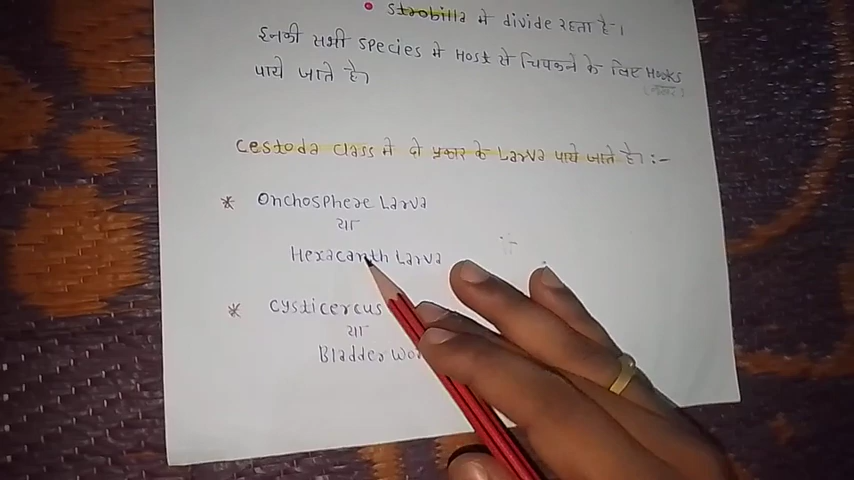 • Strobilla में divide रहता है।
इनकी सभी species में Host से चिपकने के लिए Hooks
पाये जाते है।
Cestoda class में दो प्रकार के Larva पाये जाते है। :-
* Onchosphere Larva
या
Hexacanth Larva :-
* Cysticercus
या
Bladder